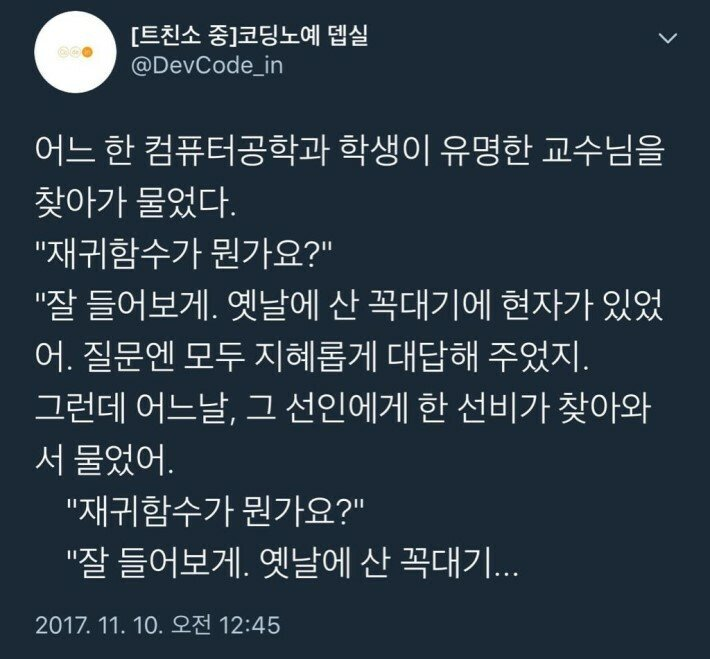 [트친소 중]코딩노예 뎁실
@DevCode_in
어느 한 컴퓨터공학과 학생이 유명한 교수님을
찾아가 물었다.
"재귀함수가 뭔가요?"
"잘 들어보게. 옛날에 산 꼭대기에 현자가 있었
어. 질문엔 모두 지혜롭게 대답해 주었지.
그런데 어느날, 그 선인에게 한 선비가 찾아와
서 물었어.
"재귀함수가 뭔가요?"
"잘 들어보게. 옛날에 산 꼭대기...
2017. 11. 10. 오전 12:45